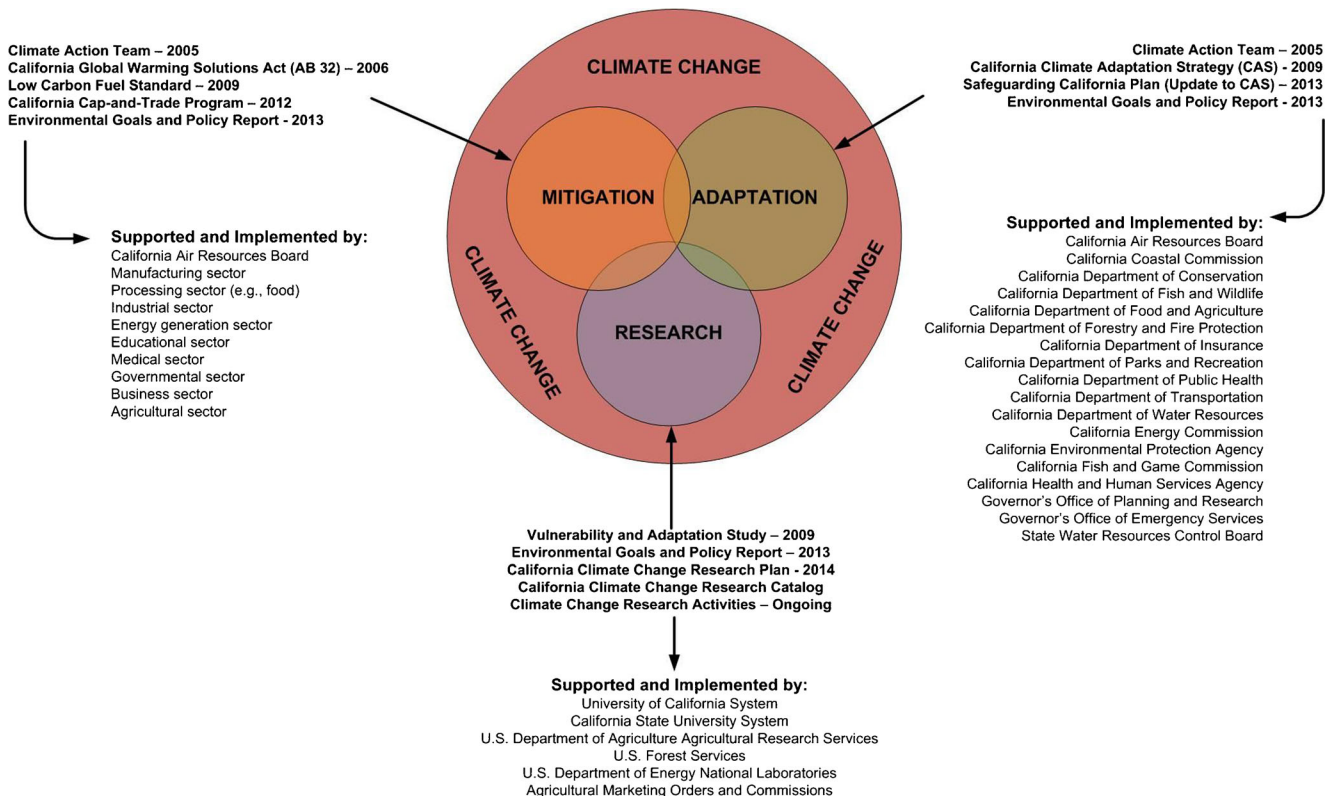 Climate Action Team – 2005
California Global Warming Solutions Act (AB 32) – 2006
Low Carbon Fuel Standard – 2009
California Cap-and-Trade Program – 2012
Environmental Goals and Policy Report - 2013
Supported and Implemented by:
California Air Resources Board
Manufacturing sector
Processing sector (e.g., food)
Industrial sector
Energy generation sector
Educational sector
Medical sector
Governmental sector
Business sector
Agricultural sector
CLIMATE CHANGE
MITIGATION
ADAPTATION
RESEARCH
CLIMATE CHANGE
CLIMATE CHANGE
Climate Action Team – 2005
California Climate Adaptation Strategy (CAS) - 2009
Safeguarding California Plan (Update to CAS) – 2013
Environmental Goals and Policy Report - 2013
Supported and Implemented by:
California Air Resources Board
California Coastal Commission
California Department of Conservation
California Department of Fish and Wildlife
California Department of Food and Agriculture
California Department of Forestry and Fire Protection
California Department of Insurance
California Department of Parks and Recreation
California Department of Public Health
California Department of Transportation
California Department of Water Resources
California Energy Commission
California Environmental Protection Agency
California Fish and Game Commission
California Health and Human Services Agency
Governor's Office of Planning and Research
Governor's Office of Emergency Services
State Water Resources Control Board
Vulnerability and Adaptation Study – 2009
Environmental Goals and Policy Report – 2013
California Climate Change Research Plan - 2014
California Climate Change Research Catalog
Climate Change Research Activities – Ongoing
Supported and Implemented by:
University of California System
California State University System
U.S. Department of Agriculture Agricultural Research Services
U.S. Forest Services
U.S. Department of Energy National Laboratories
Agricultural Marketing Orders and Commissions